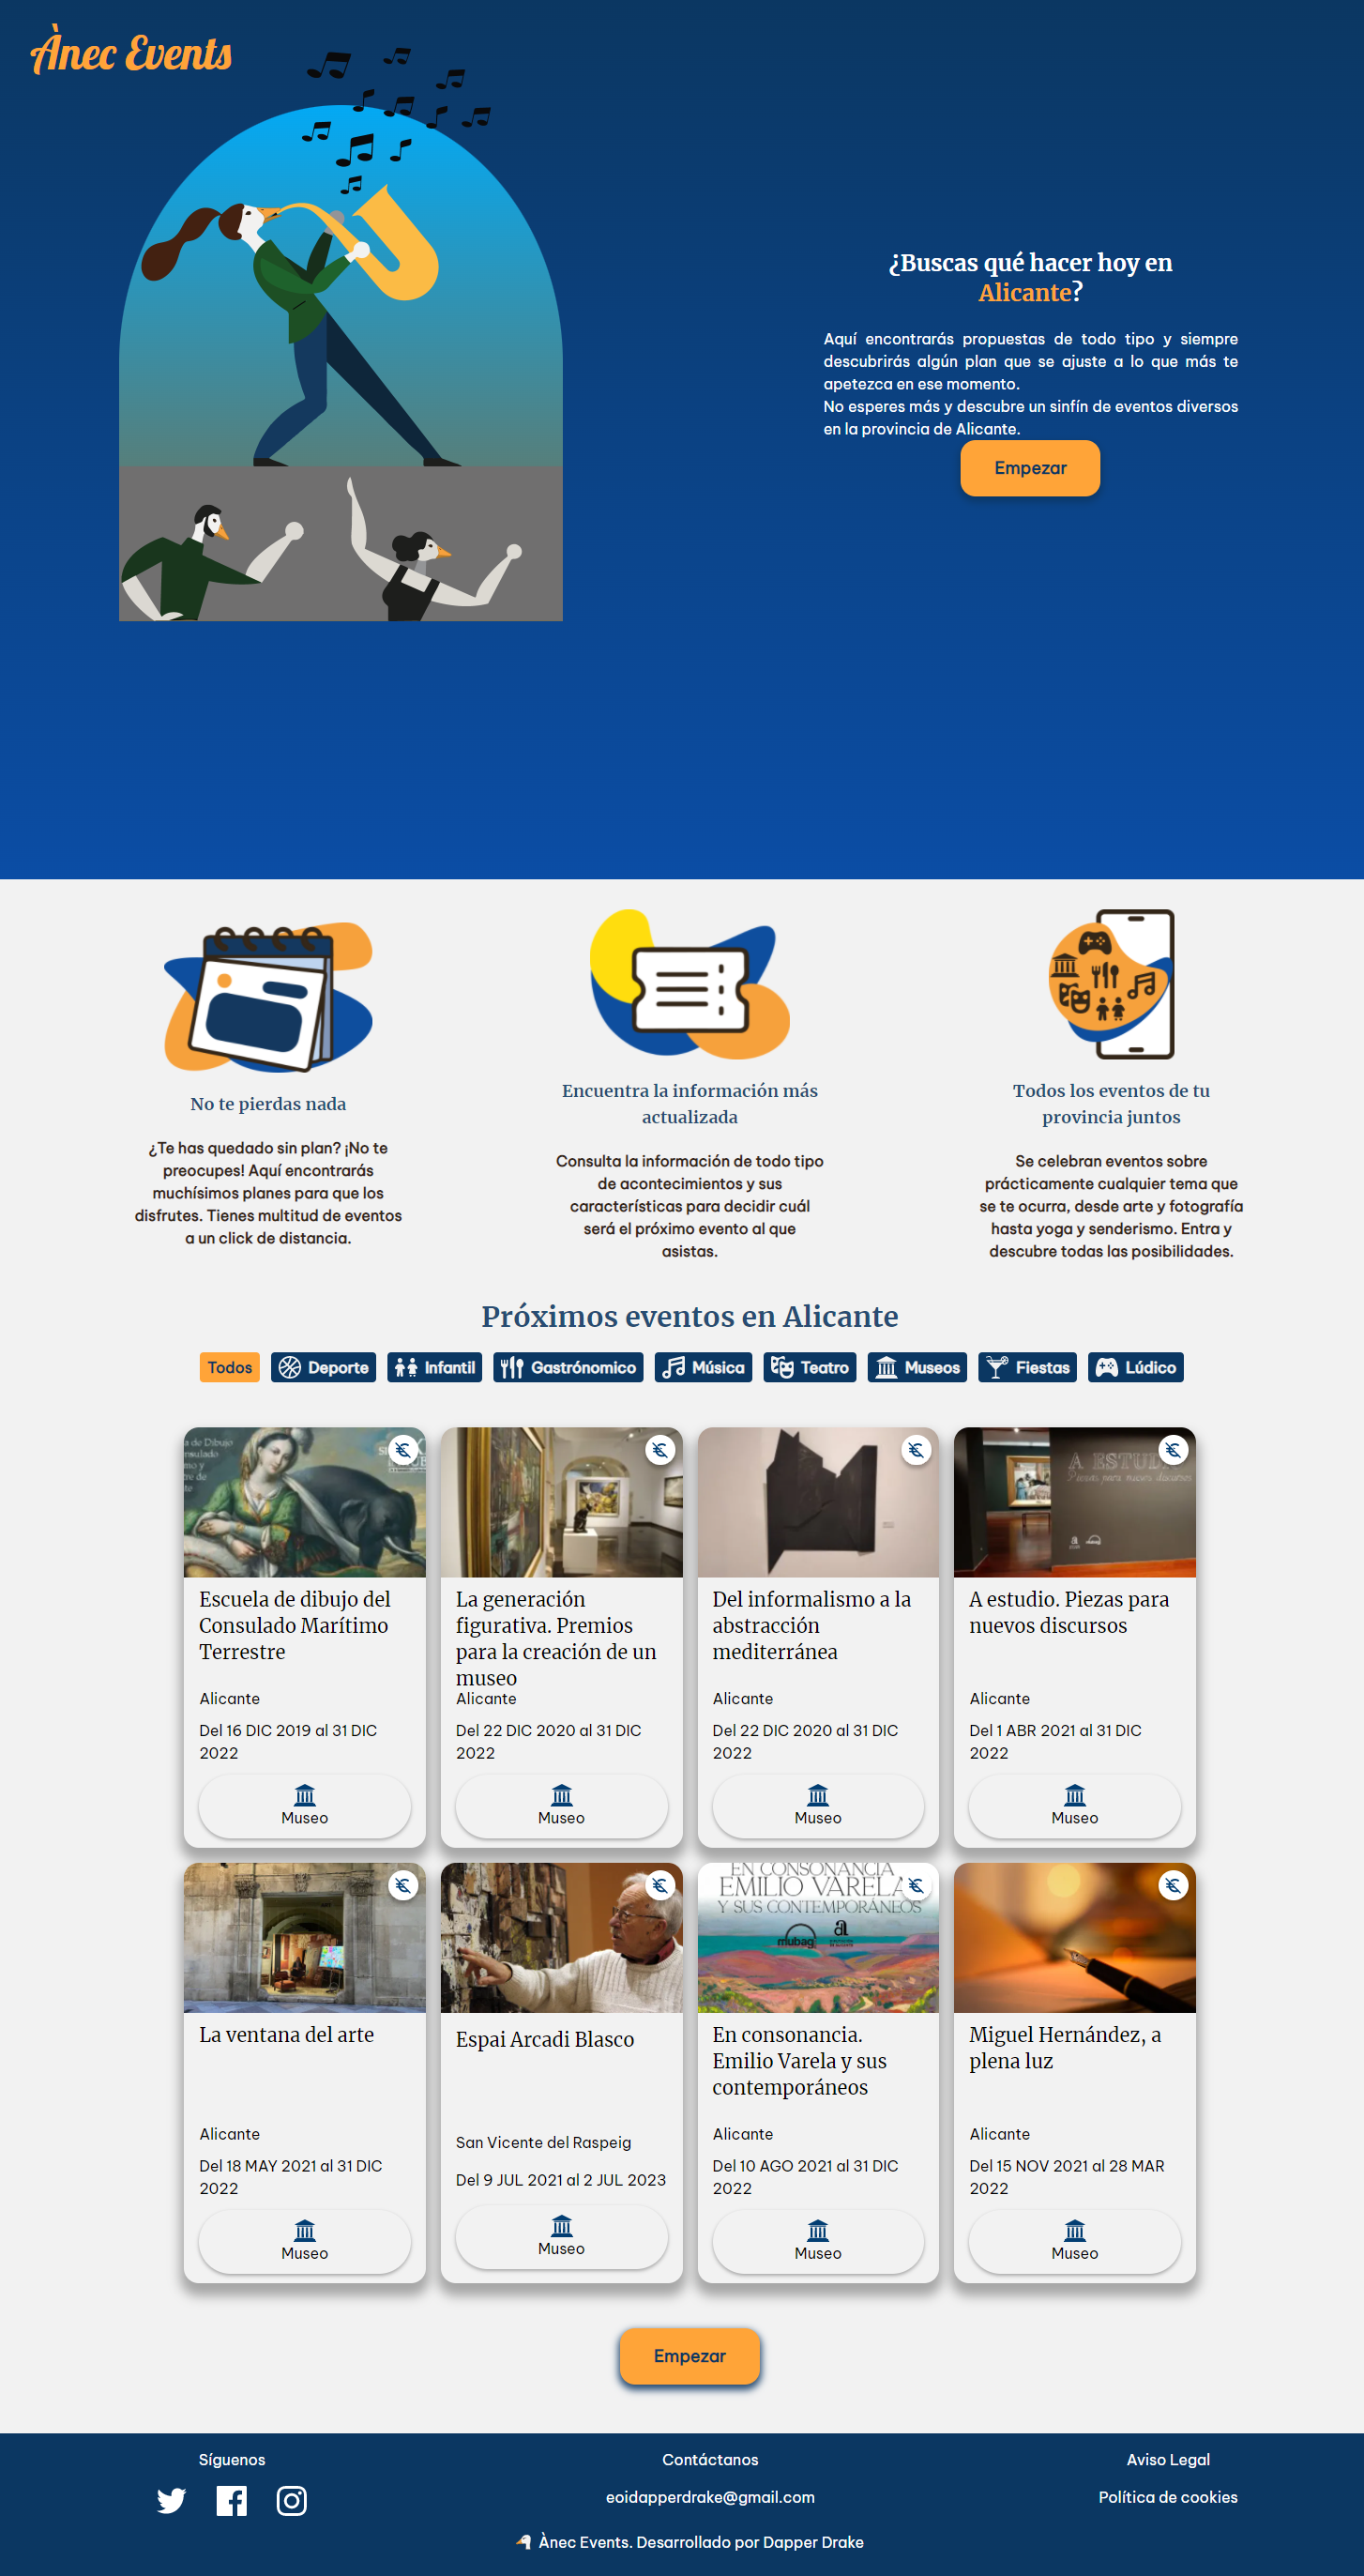 Ànec Events
¿Buscas qué hacer hoy en
Alicante?
Aquí encontrarás propuestas de todo tipo y siempre
descubrirás algún plan que se ajuste a lo que más te
apetezca en ese momento.
No esperes más y descubre un sinfín de eventos diversos
en la provincia de Alicante.
Empezar
No te pierdas nada
¿Te has quedado sin plan? ¡No te
preocupes! Aquí encontrarás
muchísimos planes para que los
disfrutes. Tienes multitud de eventos
a un click de distancia.
Encuentra la información más
actualizada
Consulta la información de todo tipo
de acontecimientos y sus
características para decidir cuál
será el próximo evento al que
asistas.
Todos los eventos de tu
provincia juntos
Se celebran eventos sobre
prácticamente cualquier tema que
se te ocurra, desde arte y fotografía
hasta yoga y senderismo. Entra y
descubre todas las posibilidades.
Próximos eventos en Alicante
Todos
Deporte
Infantil
Gastrónomico
Música
Teatro
Museos
Fiestas
Lúdico
Escuela de dibujo del
Consulado Marítimo
Terrestre
Alicante
Del 16 DIC 2019 al 31 DIC
2022
Museo
La generación
figurativa. Premios
para la creación de un
museo
Alicante
Del 22 DIC 2020 al 31 DIC
2022
Museo
Del informalismo a la
abstracción
mediterránea
Alicante
Del 22 DIC 2020 al 31 DIC
2022
Museo
A ESTUDI
Piezas para nuevos discursos
A estudio. Piezas para
nuevos discursos
Alicante
Del 1 ABR 2021 al 31 DIC
2022
Museo
La ventana del arte
Alicante
Del 18 MAY 2021 al 31 DIC
2022
Museo
Espai Arcadi Blasco
San Vicente del Raspeig
Del 9 JUL 2021 al 2 JUL 2023
Museo
EN CONSONANCIA
EMILIO VARELA
Y SUS CONTEMPORÁNEOS
mubag
En consonancia.
Emilio Varela y sus
contemporáneos
Alicante
Del 10 AGO 2021 al 31 DIC
2022
Museo
Miguel Hernández, a
plena luz
Alicante
Del 15 NOV 2021 al 28 MAR
2022
Museo
Empezar
Síguenos
Contáctanos
eoidapperdrake@gmail.com
Aviso Legal
Política de cookies
Ànec Events. Desarrollado por Dapper Drake